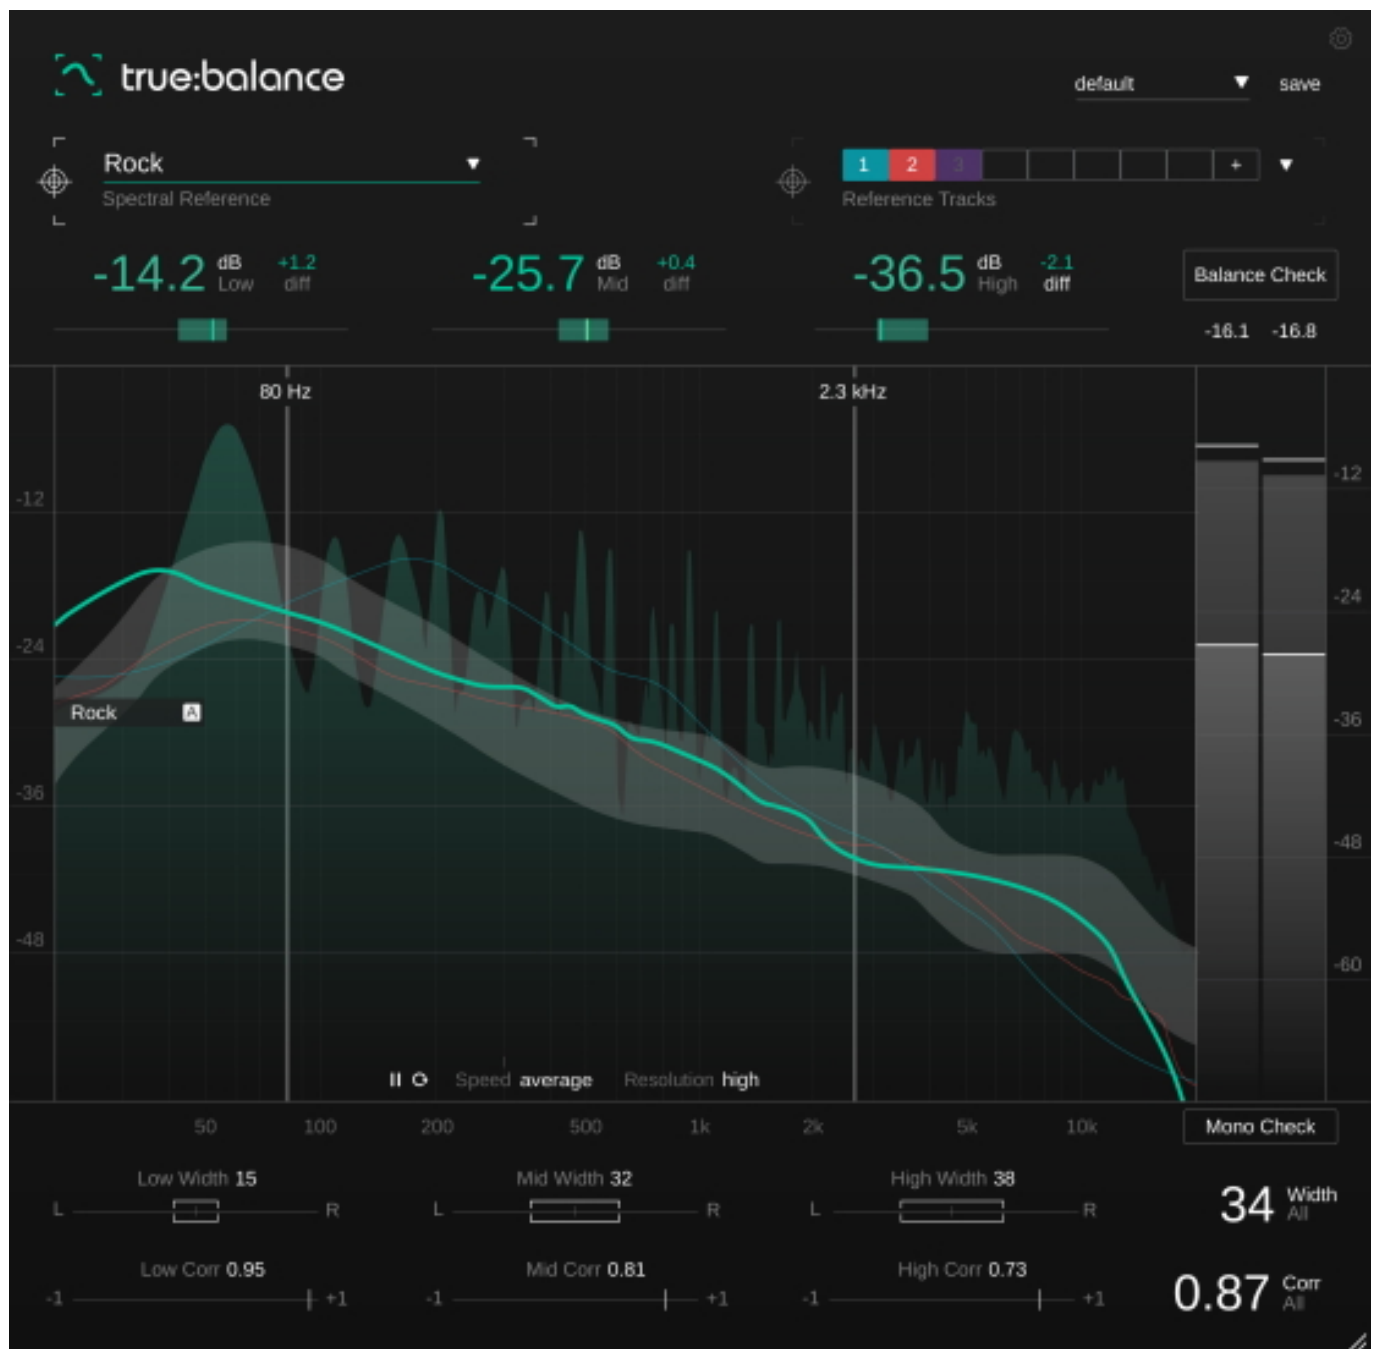 true:balance
default save
Rock
Spectral Reference
1 2 3 +
Reference Tracks
-14.2 dB Low +1.2 diff
-25.7 dB Mid +0.4 diff
-36.5 dB High -2.1 diff
Balance Check
-16.1 -16.8
80 Hz 2.3 kHz
-12
-24
-36
-48
-12
-24
-36
-48
-60
Rock A
Speed average Resolution high
50 100 200 500 1k 2k 5k 10k
Mono Check
Low Width 15
L R
Mid Width 32
L R
High Width 38
L R
34 Width All
Low Corr 0.95
-1 +1
Mid Corr 0.81
-1 +1
High Corr 0.73
-1 +1
0.87 Corr All